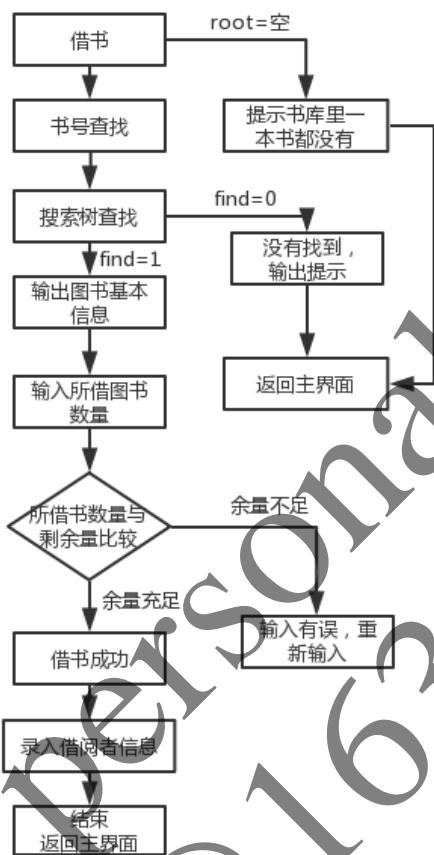 借书
root=空
书号查找
提示书库里一
本书都没有
搜索树查找
find=0
没有找到，
输出提示
find=1
输出图书基本
信息
返回主界面
输入所借图书
数量
所借书数量与
剩余量比较
余量不足
余量充足
输入有误，重
新输入
借书成功
录入借阅者信息
结束
返回主界面
persona
@163